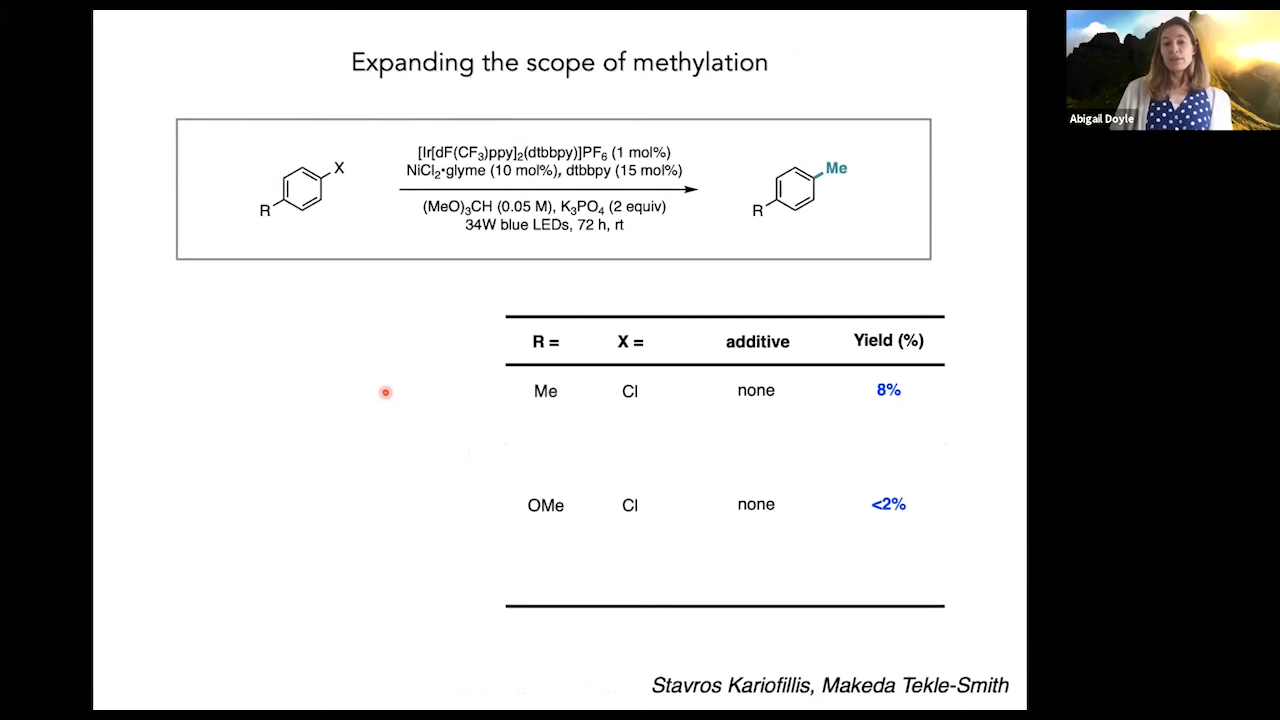 Expanding the scope of methylation
Abigail Doyle
[Ir[dF(CF₃)ppy]₂(dtbbpy)]PF₆ (1 mol%)
NiCl₂•glyme (10 mol%), dtbbpy (15 mol%)
X
R
Me
R
(MeO)₃CH (0.05 M), K₃PO₄ (2 equiv)
34W blue LEDs, 72 h, rt
R = X = additive Yield (%)
Me Cl none 8%
OMe Cl none <2%
Stavros Kariofillis, Makeda Tekle-Smith